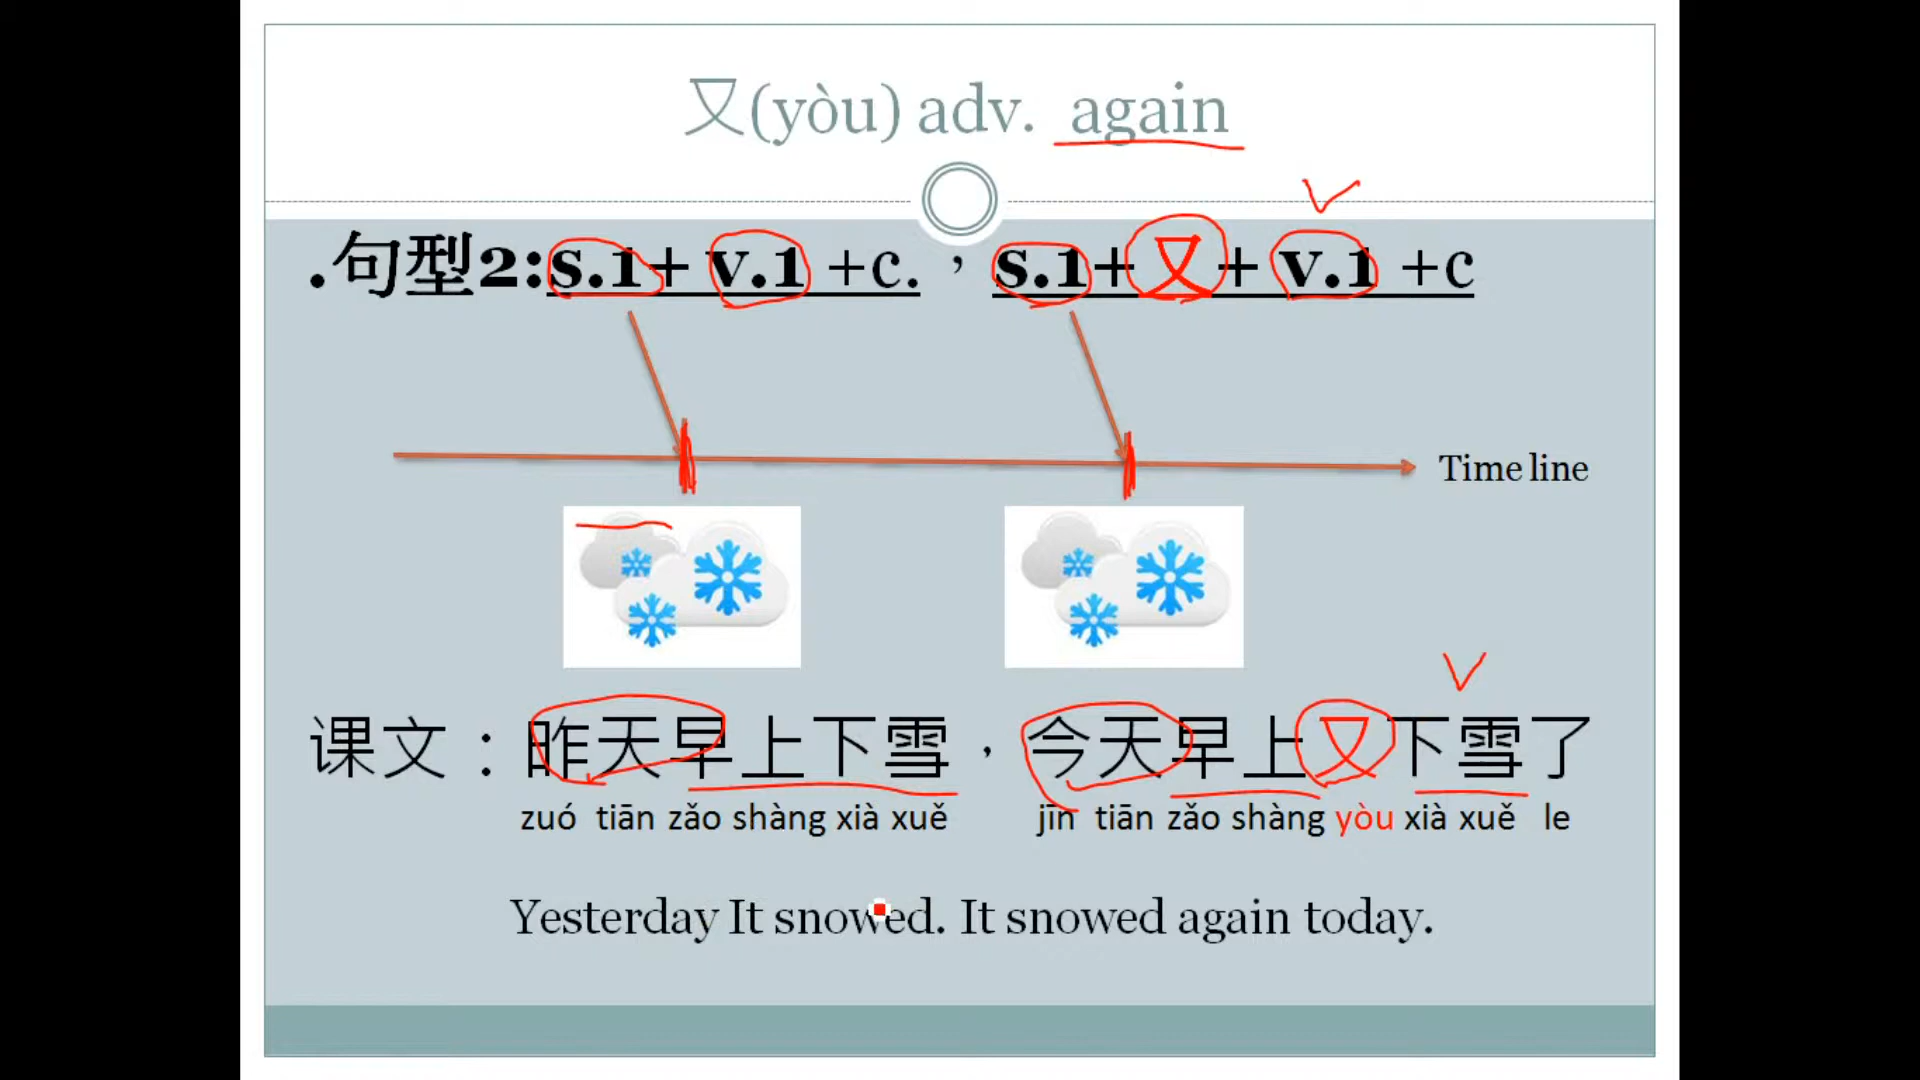 又(yòu) adv. again
.句型2:s.1+ v.1 +c. ，s.1+又+ v.1 +c
Time line
课文：昨天早上下雪，今天早上又下雪了
zuó tiān zǎo shàng xià xuě jīn tiān zǎo shàng yòu xià xuě le
Yesterday It snowed. It snowed again today.